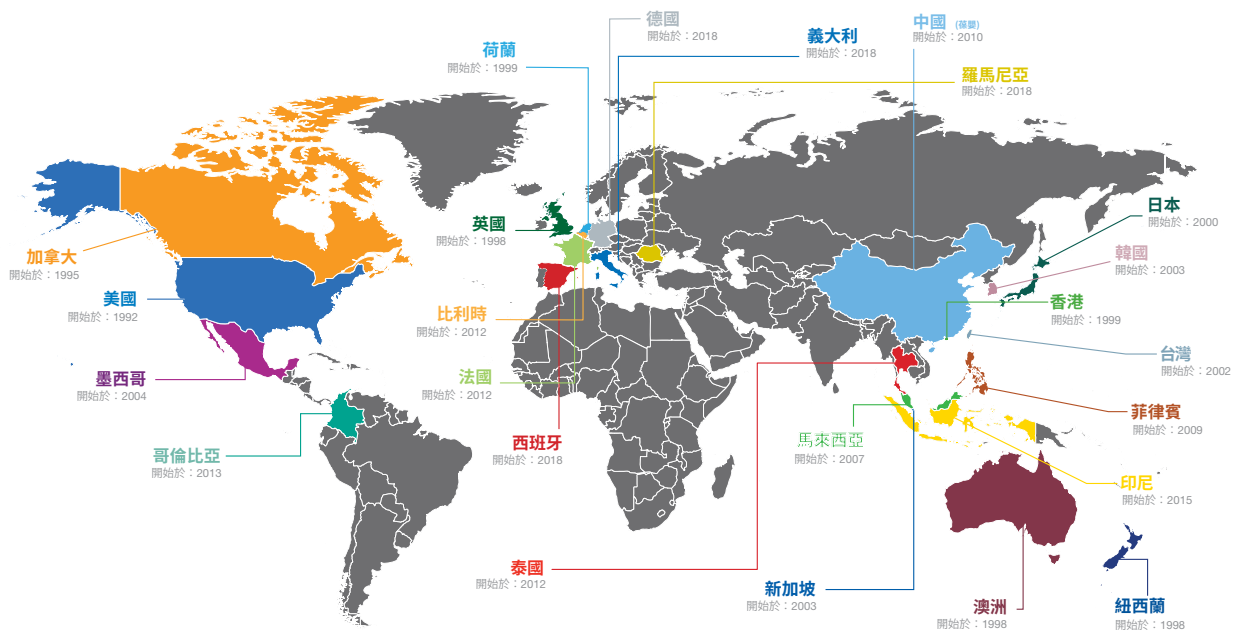 德國
開始於：2018
中國 (葆嬰)
開始於：2010
義大利
開始於：2018
荷蘭
開始於：1999
羅馬尼亞
開始於：2018
日本
開始於：2000
英國
開始於：1998
韓國
開始於：2003
加拿大
開始於：1995
美國
開始於：1992
香港
開始於：1999
比利時
開始於：2012
台灣
開始於：2002
墨西哥
開始於：2004
法國
開始於：2012
菲律賓
開始於：2009
西班牙
開始於：2018
馬來西亞
開始於：2007
哥倫比亞
開始於：2013
印尼
開始於：2015
泰國
開始於：2012
新加坡
開始於：2003
澳洲
開始於：1998
紐西蘭
開始於：1998